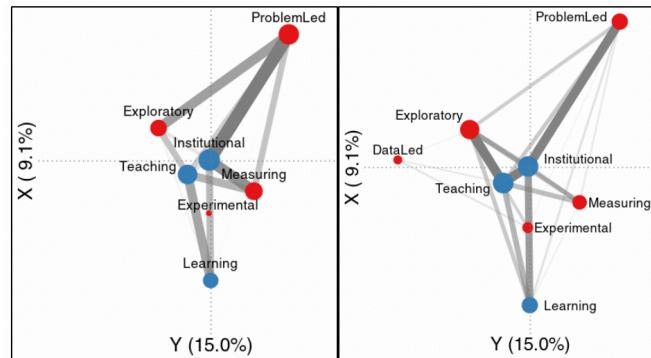 ProblemLed
Exploratory
Institutional
Teaching
Measuring
Experimental
Learning
X ( 9.1%)
Y (15.0%)
ProblemLed
Exploratory
DataLed
Institutional
Teaching
Measuring
Experimental
Learning
X ( 9.1%)
Y (15.0%)